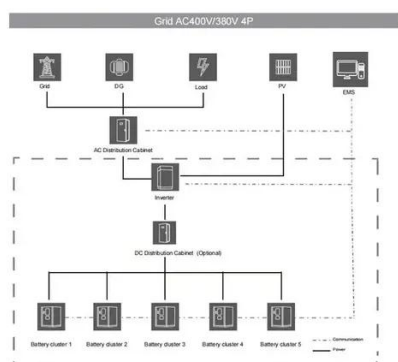 Grid AC400V/380V 4P
Grid
DG
Load
PV
EMS
AC Distribution Cabinet
Inverter
DC Distribution Cabinet (Optional)
Battery cluster 1
Battery cluster 2
Battery cluster 3
Battery cluster 4
Battery cluster 5
Communication
Power